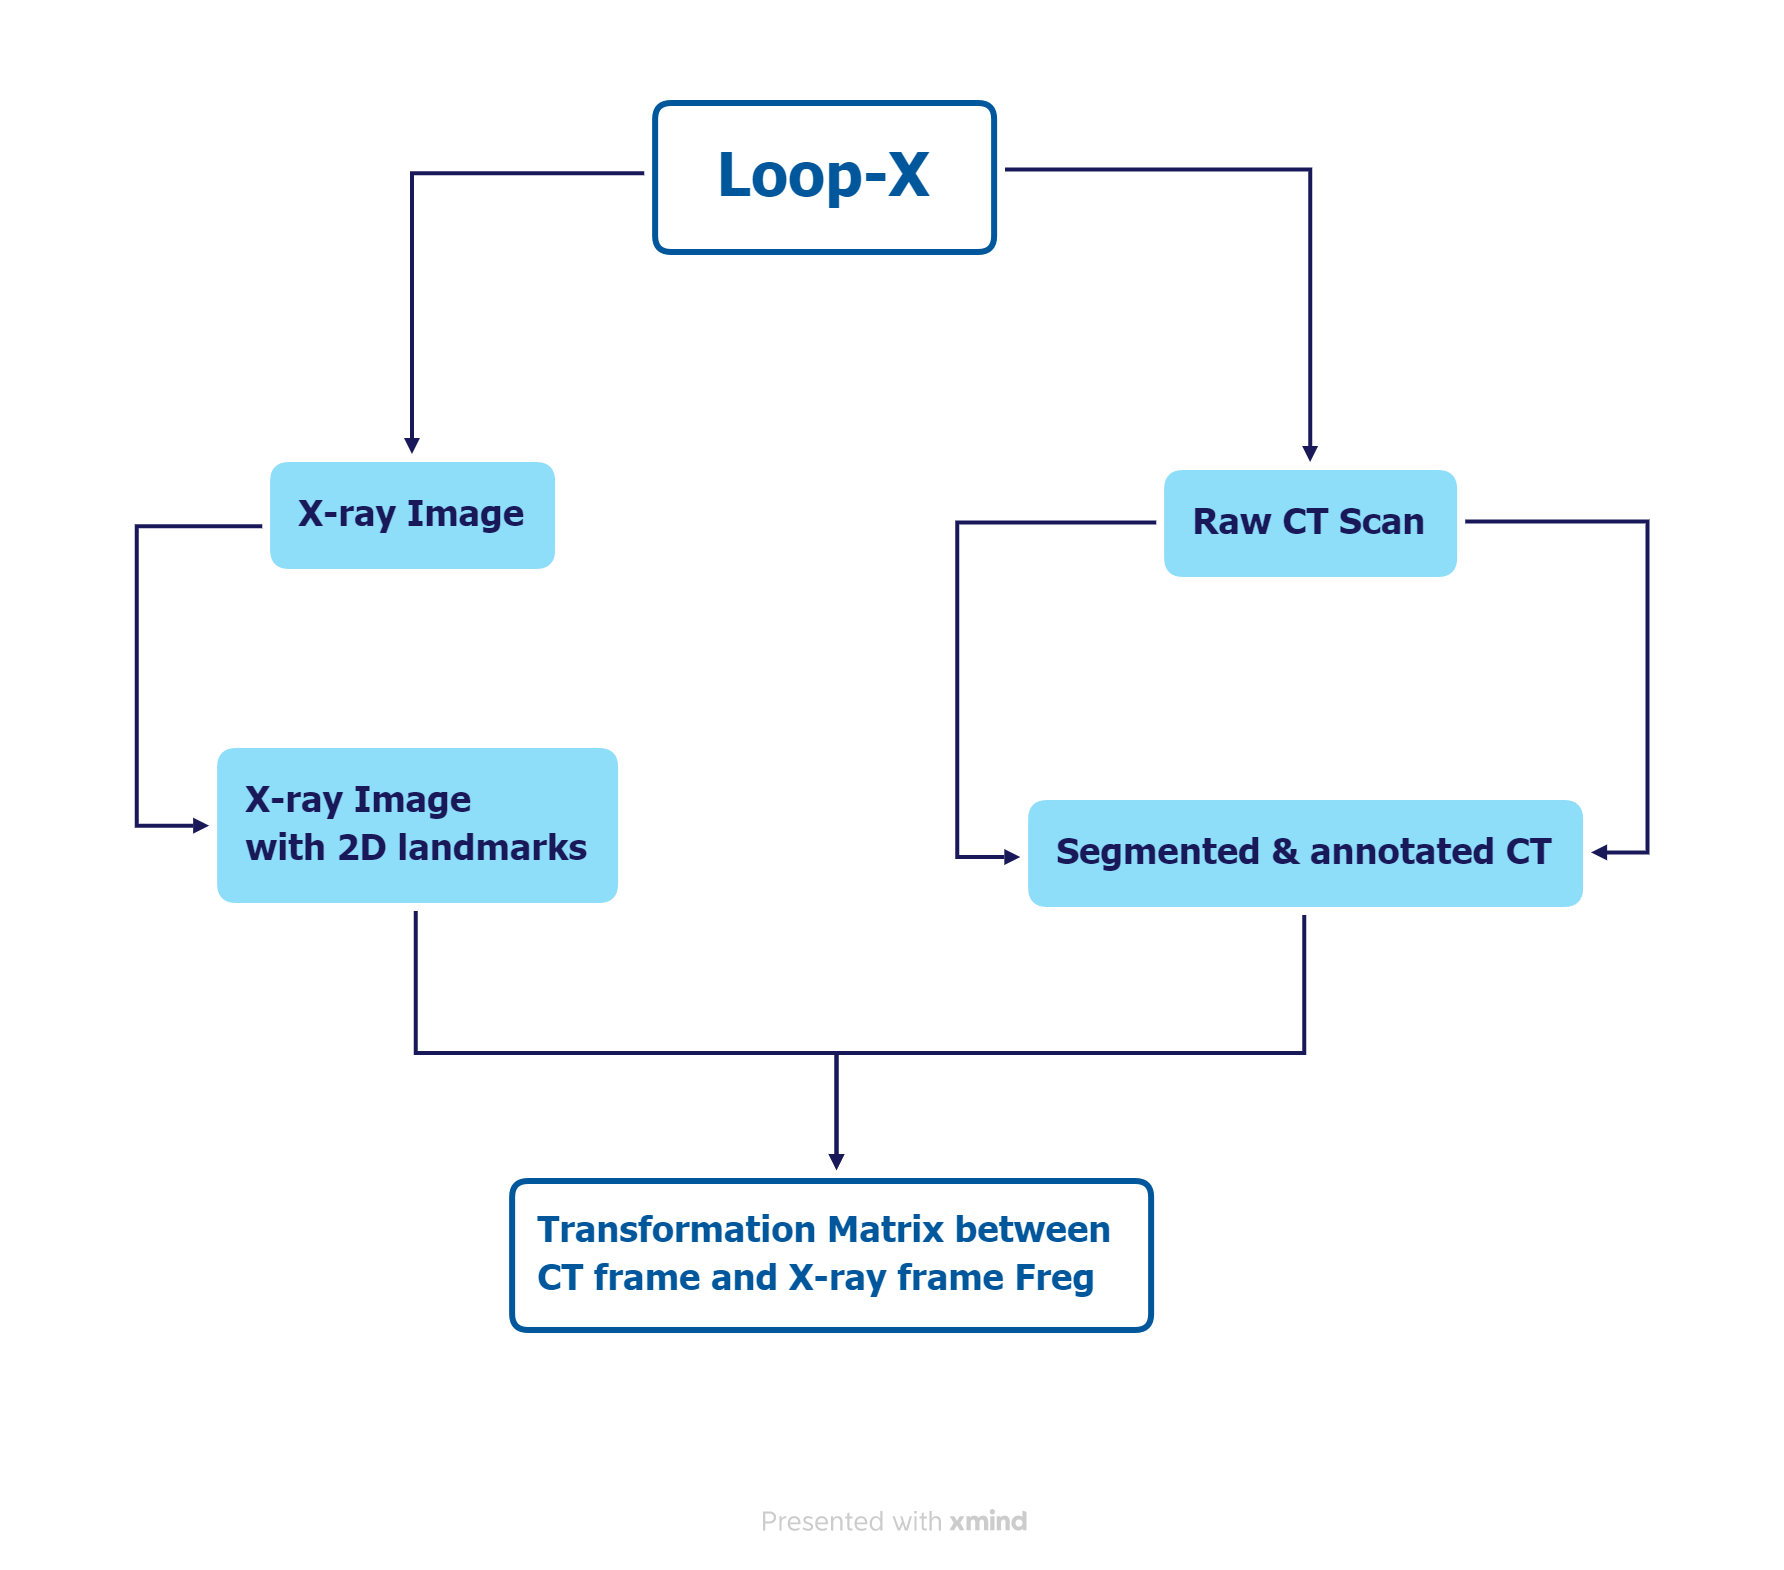 Loop-X
X-ray Image
Raw CT Scan
X-ray Image
with 2D landmarks
Segmented & annotated CT
Transformation Matrix between
CT frame and X-ray frame Freg
Presented with xmind